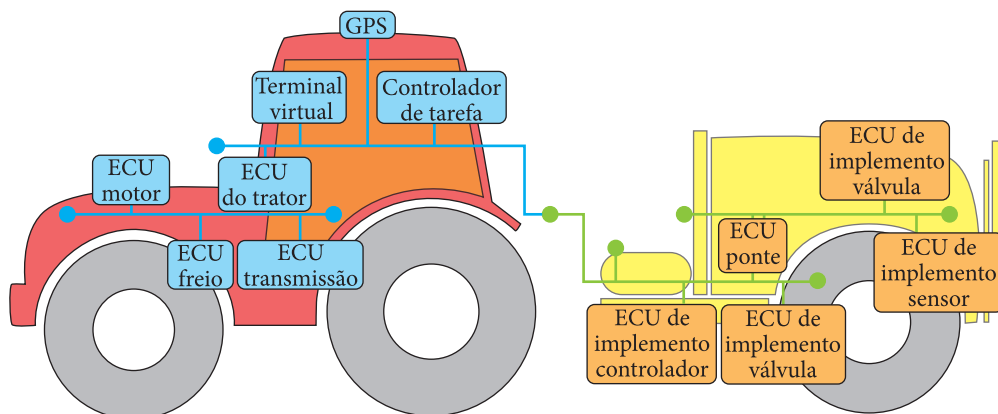 GPS
Terminal
virtual
Controlador
de tarefa
ECU
motor
ECU
do trator
ECU
freio
ECU
transmissão
ECU de
implemento
válvula
ECU
ponte
ECU de
implemento
sensor
ECU de
implemento
controlador
ECU de
implemento
válvula